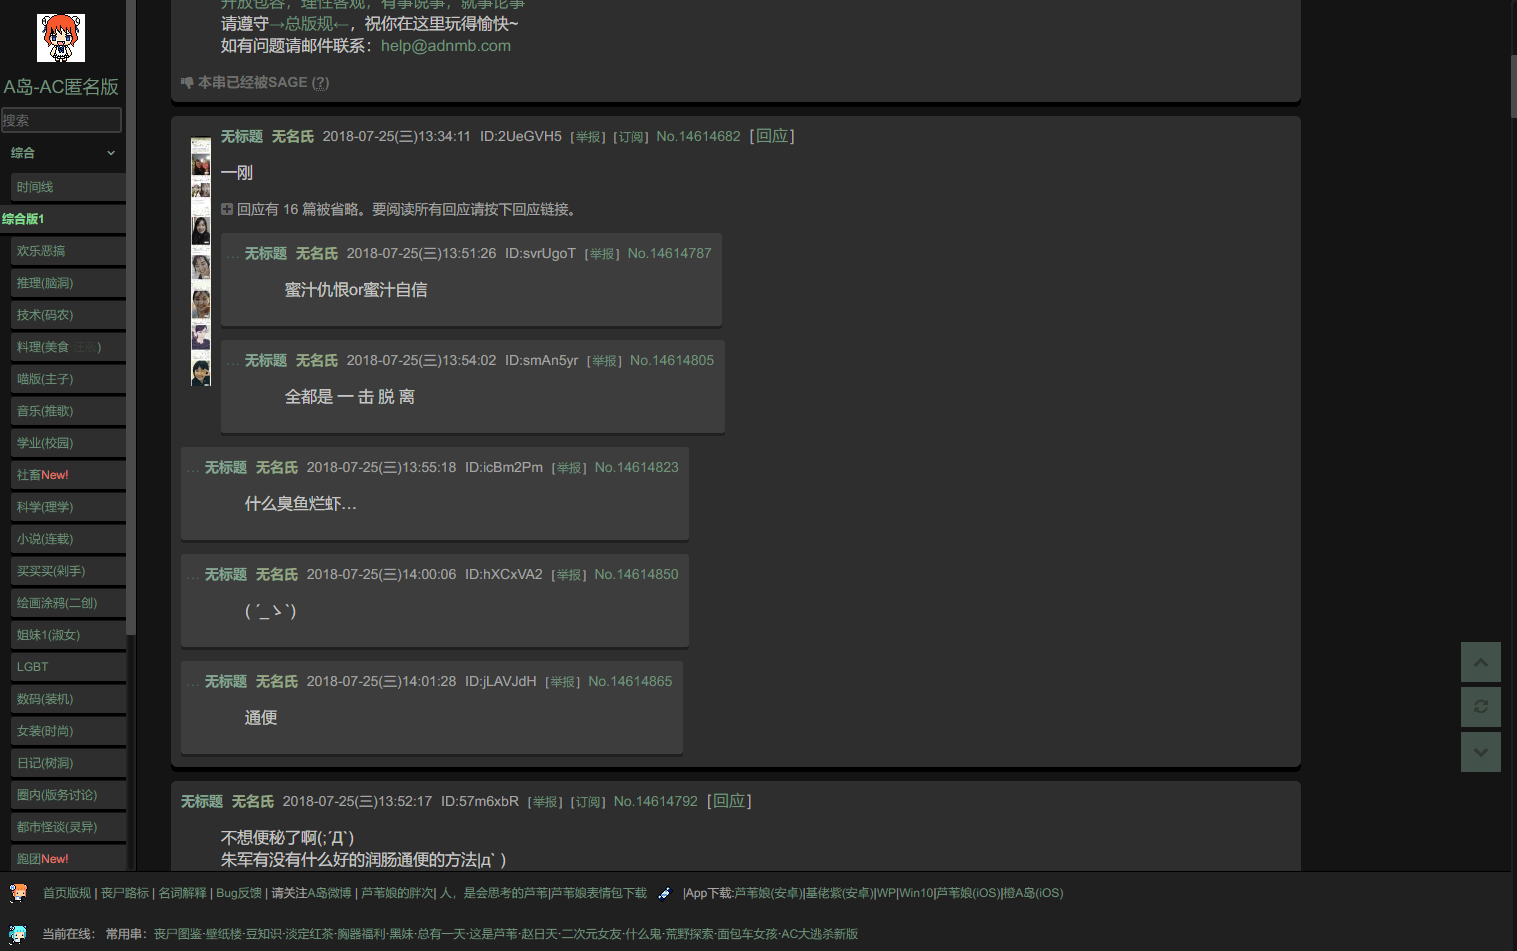 A岛-AC匿名版
搜索
综合
时间线
综合版1
欢乐恶搞
推理(脑洞)
技术(码农)
料理(美食 汪版)
喵版(主子)
音乐(推歌)
学业(校园)
社畜New!
科学(理学)
小说(连载)
买买买(剁手)
绘画涂鸦(二创)
姐妹1(淑女)
LGBT
数码(装机)
女装(时尚)
日记(树洞)
圈内(版务讨论)
都市怪谈(灵异)
跑团New!
开放包容，理性客观，有事说事，就事论事
请遵守→总版规←，祝你在这里玩得愉快~
如有问题请邮件联系：help@adnmb.com
本串已经被SAGE (?)
无标题 无名氏 2018-07-25(三)13:34:11 ID:2UeGVH5 [举报] [订阅] No.14614682 [回应]
一刚
回应有 16 篇被省略。要阅读所有回应请按下回应链接。
… 无标题 无名氏 2018-07-25(三)13:51:26 ID:svrUgoT [举报] No.14614787
蜜汁仇恨or蜜汁自信
… 无标题 无名氏 2018-07-25(三)13:54:02 ID:smAn5yr [举报] No.14614805
全都是 一 击 脱 离
… 无标题 无名氏 2018-07-25(三)13:55:18 ID:icBm2Pm [举报] No.14614823
什么臭鱼烂虾…
… 无标题 无名氏 2018-07-25(三)14:00:06 ID:hXCxVA2 [举报] No.14614850
( ´_ゝ`)
… 无标题 无名氏 2018-07-25(三)14:01:28 ID:jLAVJdH [举报] No.14614865
通便
无标题 无名氏 2018-07-25(三)13:52:17 ID:57m6xbR [举报] [订阅] No.14614792 [回应]
不想便秘了啊(;´Д`)
朱军有没有什么好的润肠通便的方法|д` )
首页版规 | 丧尸路标 | 名词解释 | Bug反馈 | 请关注A岛微博 | 芦苇娘的胖次| 人，是会思考的芦苇|芦苇娘表情包下载 |App下载:芦苇娘(安卓)|基佬紫(安卓)|WP|Win10|芦苇娘(iOS)|橙A岛(iOS)
当前在线： 常用串：丧尸图鉴·壁纸楼·豆知识·淡定红茶·胸器福利·黑妹·总有一天·这是芦苇·赵日天·二次元女友·什么鬼·荒野探索·面包车女孩·AC大逃杀新版